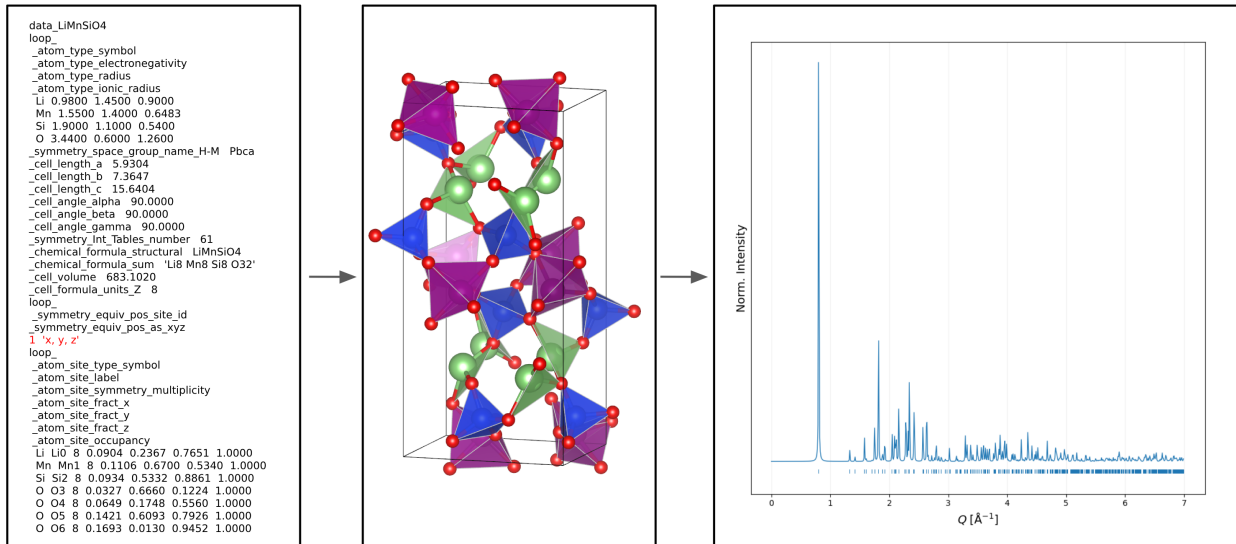 data_LiMnSiO4
loop_
_atom_type_symbol
_atom_type_electronegativity
_atom_type_radius
_atom_type_ionic_radius
Li 0.9800 1.4500 0.9000
Mn 1.5500 1.4000 0.6483
Si 1.9000 1.1000 0.5400
O 3.4400 0.6000 1.2600
_symmetry_space_group_name_H-M Pbca
_cell_length_a 5.9304
_cell_length_b 7.3647
_cell_length_c 15.6404
_cell_angle_alpha 90.0000
_cell_angle_beta 90.0000
_cell_angle_gamma 90.0000
_symmetry_Int_Tables_number 61
_chemical_formula_structural LiMnSiO4
_chemical_formula_sum 'Li8 Mn8 Si8 O32'
_cell_volume 683.1020
_cell_formula_units_Z 8
loop_
_symmetry_equiv_pos_site_id
_symmetry_equiv_pos_as_xyz
1 'x, y, z'
loop_
_atom_site_type_symbol
_atom_site_label
_atom_site_symmetry_multiplicity
_atom_site_fract_x
_atom_site_fract_y
_atom_site_fract_z
_atom_site_occupancy
Li Li0 8 0.0904 0.2367 0.7651 1.0000
Mn Mn1 8 0.1106 0.6700 0.5340 1.0000
Si Si2 8 0.0934 0.5332 0.8861 1.0000
O O3 8 0.0327 0.6660 0.1224 1.0000
O O4 8 0.0649 0.1748 0.5560 1.0000
O O5 8 0.1421 0.6093 0.7926 1.0000
O O6 8 0.1693 0.0130 0.9452 1.0000
Norm. Intensity
0 1 2 3 4 5 6 7
Q [Å⁻¹]